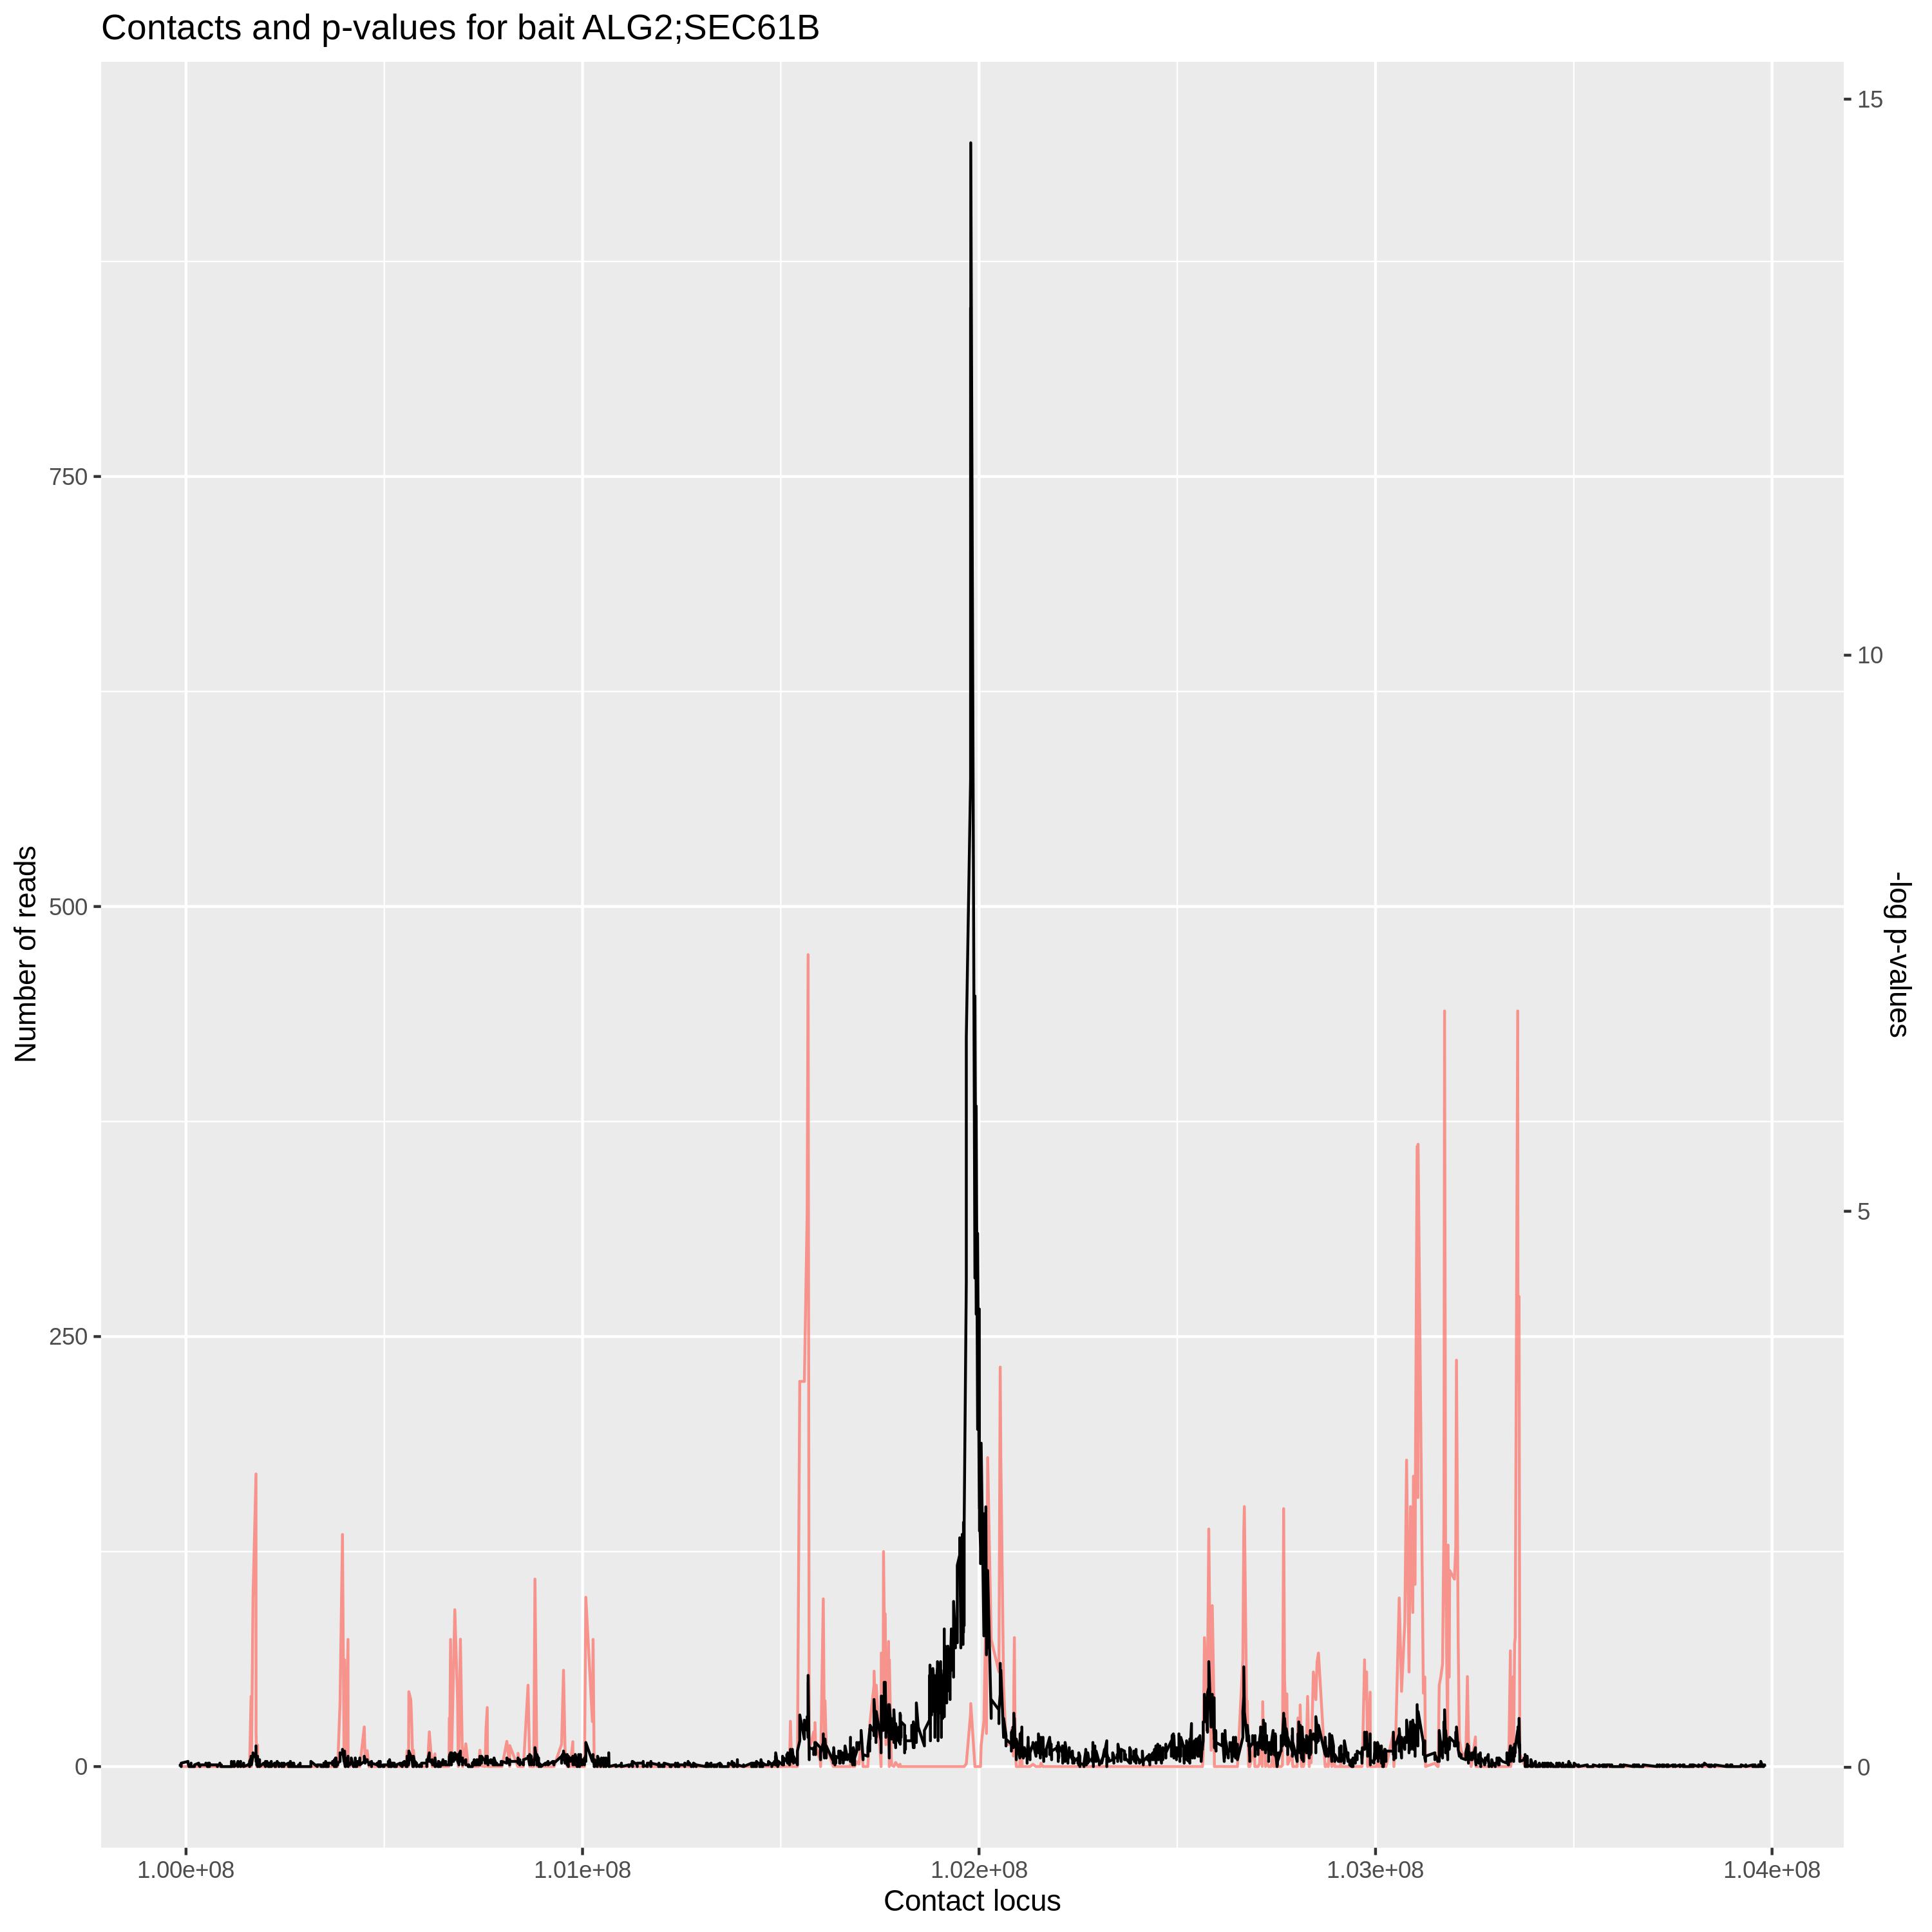 Contacts and p-values for bait ALG2;SEC61B
15
750
10
Number of reads
500
-log p-values
5
250
0
0
1.00e+08 1.01e+08 1.02e+08 1.03e+08 1.04e+08
Contact locus